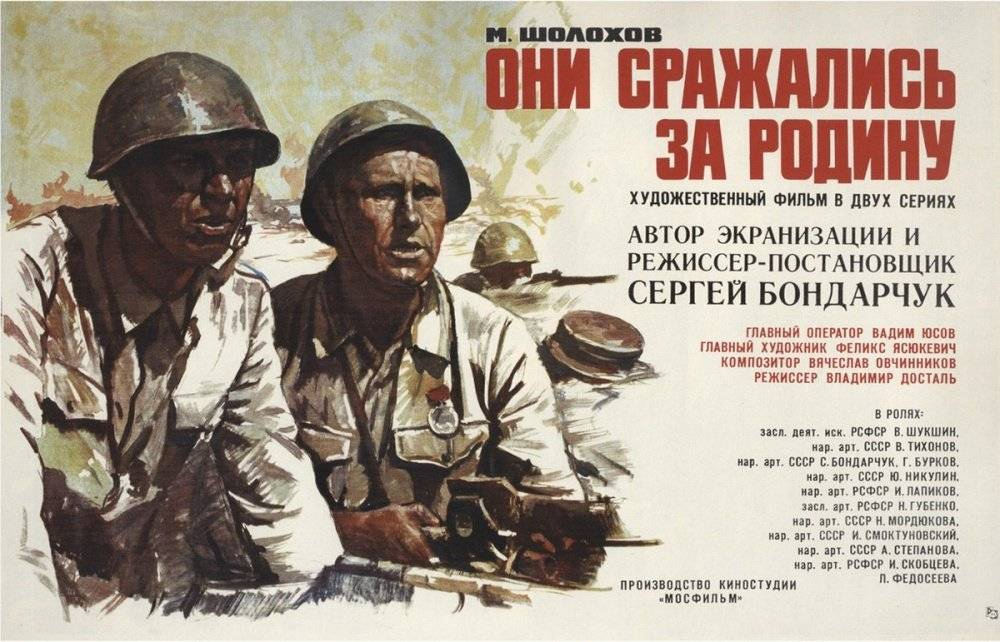 М. ШОЛОХОВ
ОНИ СРАЖАЛИСЬ
ЗА РОДИНУ
ХУДОЖЕСТВЕННЫЙ ФИЛЬМ В ДВУХ СЕРИЯХ
АВТОР ЭКРАНИЗАЦИИ И
РЕЖИССЕР-ПОСТАНОВЩИК
СЕРГЕЙ БОНДАРЧУК
ГЛАВНЫЙ ОПЕРАТОР ВАДИМ ЮСОВ
ГЛАВНЫЙ ХУДОЖНИК ФЕЛИКС ЯСЮКЕВИЧ
КОМПОЗИТОР ВЯЧЕСЛАВ ОВЧИННИКОВ
РЕЖИССЕР ВЛАДИМИР ДОСТАЛЬ
В РОЛЯХ:
засл. деят. иск. РСФСР В. ШУКШИН,
нар. арт. СССР В. ТИХОНОВ,
нар. арт. СССР С. БОНДАРЧУК, Г. БУРКОВ,
нар. арт. СССР Ю. НИКУЛИН,
нар. арт. РСФСР И. ЛАПИКОВ,
засл. арт. РСФСР Н. ГУБЕНКО,
нар. арт. СССР Н. МОРДЮКОВА,
нар. арт. СССР И. СМОКТУНОВСКИЙ,
нар. арт. СССР А. СТЕПАНОВА,
нар. арт. РСФСР И. СКОБЦЕВА,
Л. ФЕДОСЕЕВА
ПРОИЗВОДСТВО КИНОСТУДИИ
«МОСФИЛЬМ»